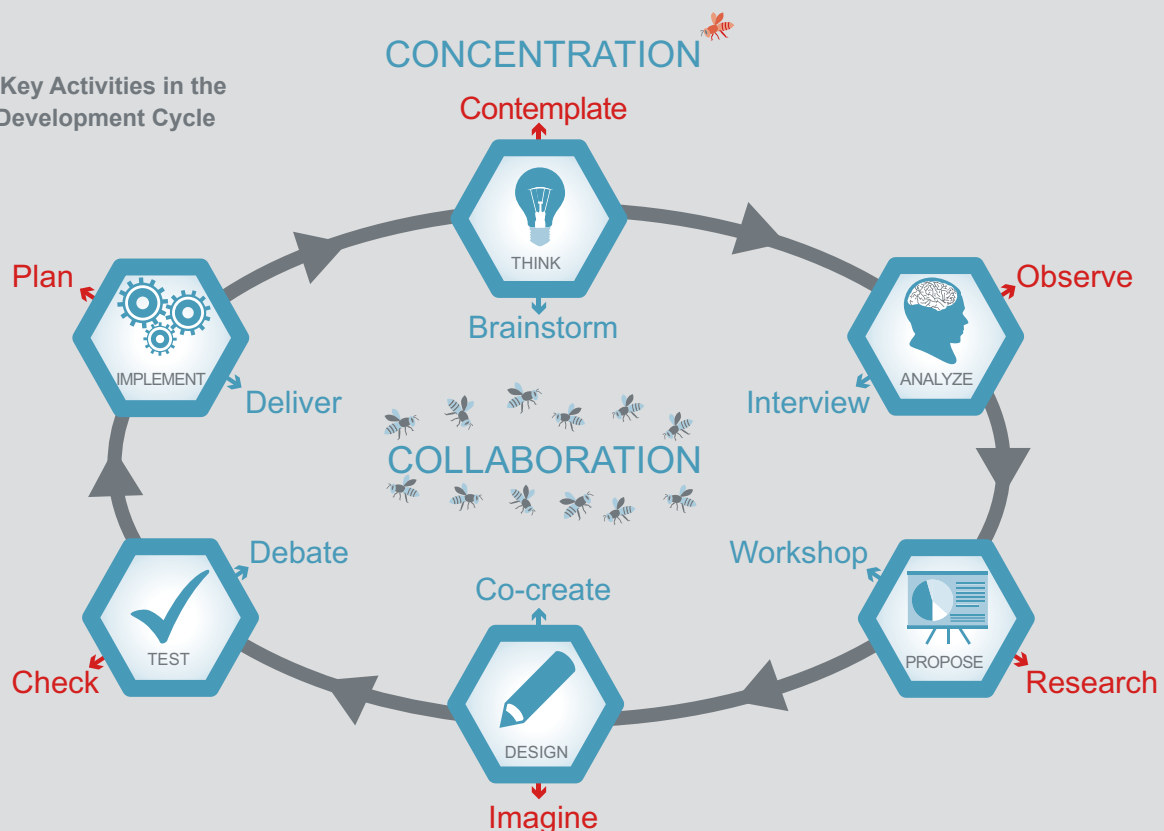 CONCENTRATION
Key Activities in the
Development Cycle
Contemplate
THINK
Brainstorm
Observe
ANALYZE
Interview
Workshop
PROPOSE
Research
Co-create
DESIGN
Imagine
Debate
TEST
Check
Plan
IMPLEMENT
Deliver
COLLABORATION